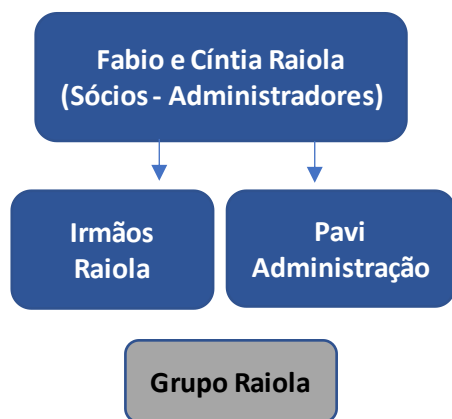 Fabio e Cíntia Raiola
(Sócios - Administradores)
Irmãos
Raiola
Pavi
Administração
Grupo Raiola